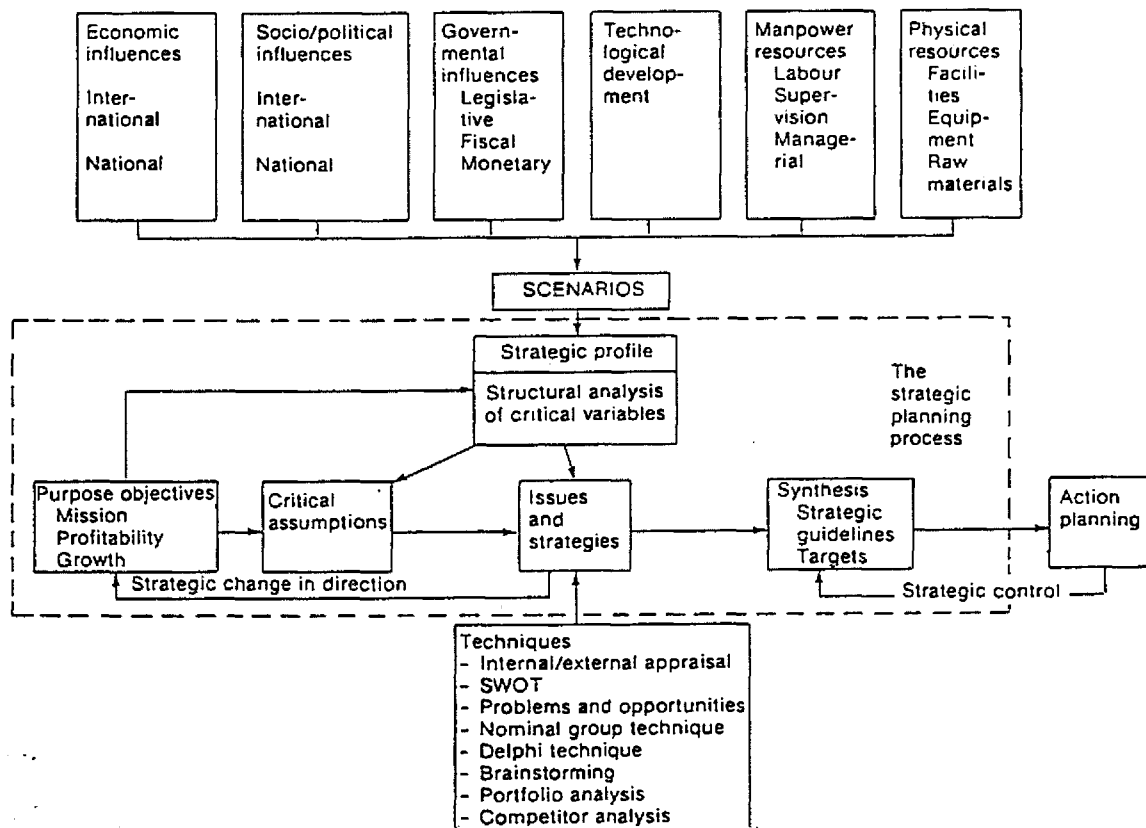 Economic
influences
Inter-
national
National
Socio/political
influences
Inter-
national
National
Govern-
mental
influences
Legisla-
tive
Fiscal
Monetary
Techno-
logical
develop-
ment
Manpower
resources
Labour
Super-
vision
Manage-
rial
Physical
resources
Facili-
ties
Equip-
ment
Raw
materials
SCENARIOS
Strategic profile
Structural analysis
of critical variables
The
strategic
planning
process
Purpose objectives
Mission
Profitability
Growth
Critical
assumptions
Issues
and
strategies
Synthesis
Strategic
guidelines
Targets
Action
planning
Strategic change in direction
Strategic control
Techniques
- Internal/external appraisal
- SWOT
- Problems and opportunities
- Nominal group technique
- Delphi technique
- Brainstorming
- Portfolio analysis
- Competitor analysis